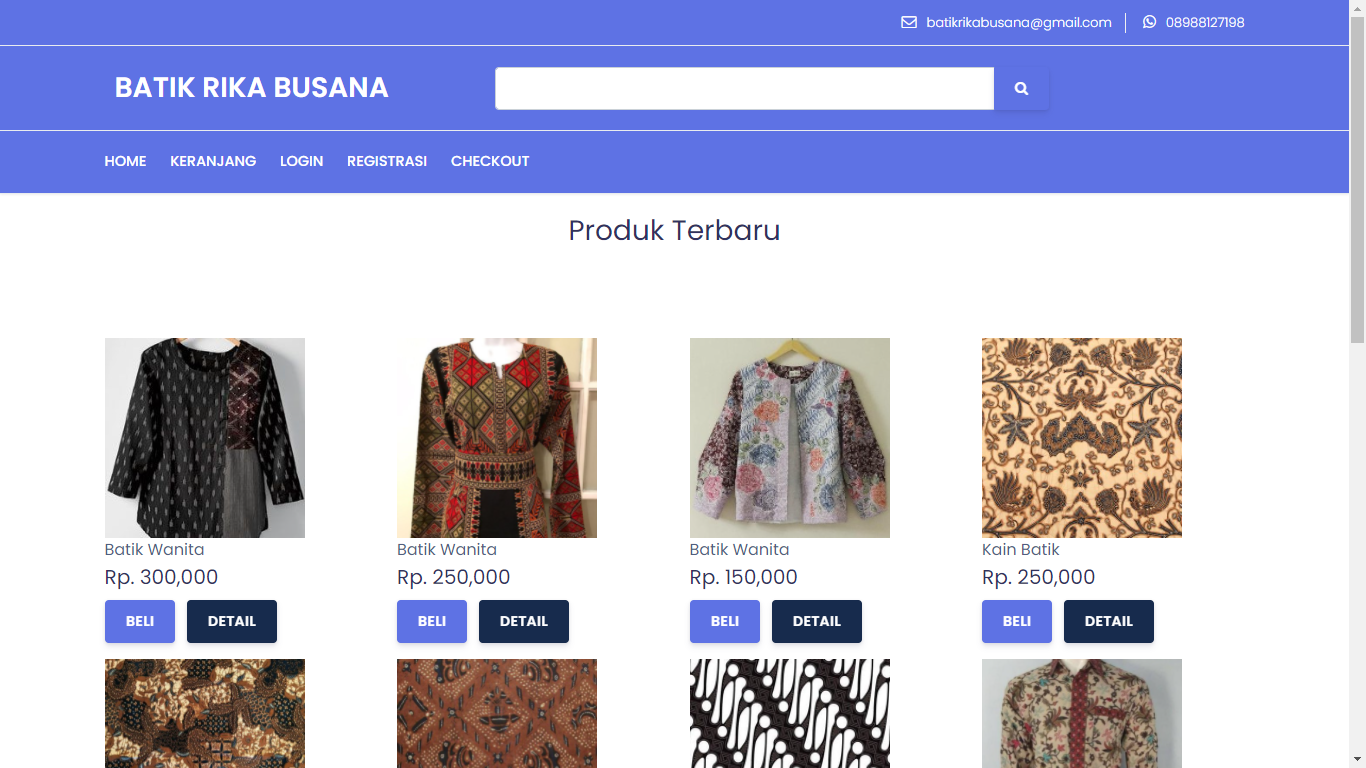 batikrikabusana@gmail.com 08988127198
BATIK RIKA BUSANA
HOME KERANJANG LOGIN REGISTRASI CHECKOUT
Produk Terbaru
Batik Wanita Batik Wanita Batik Wanita Kain Batik
Rp. 300,000 Rp. 250,000 Rp. 150,000 Rp. 250,000
BELI DETAIL BELI DETAIL BELI DETAIL BELI DETAIL